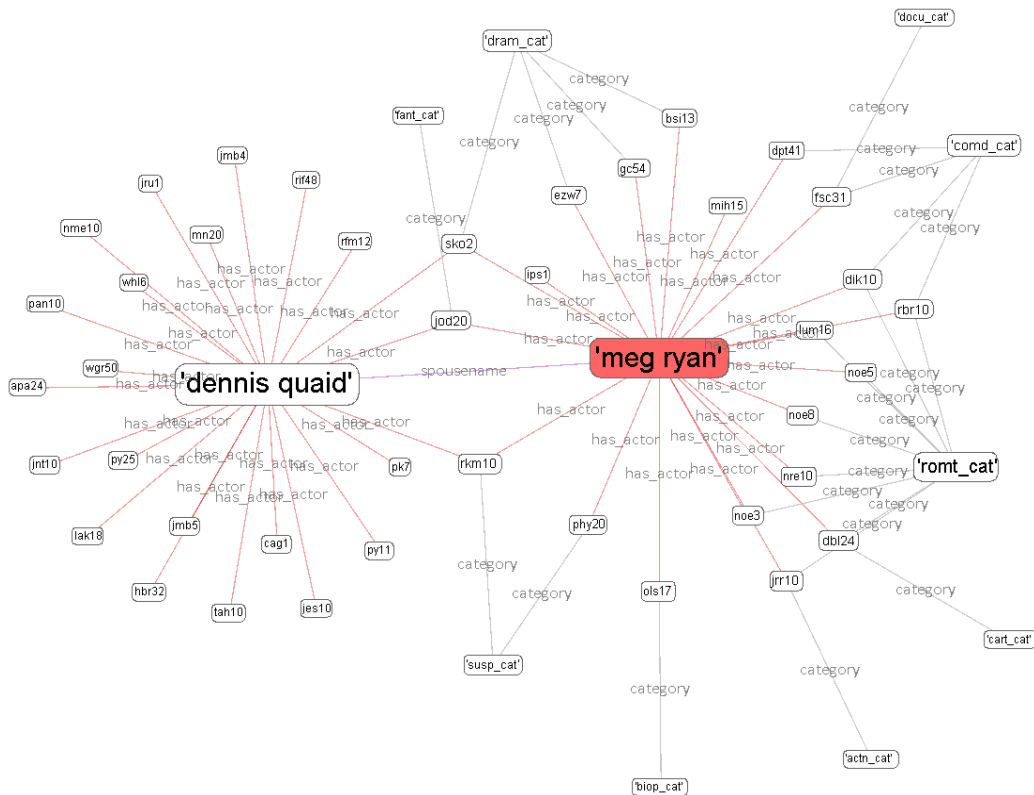 'docu_cat'
'dram_cat'
category
'fant_cat'
category
bsi13
category
category
category
dpt41
category
'comd_cat'
jmb4
gc54
jru1
rif48
ezw7
fsc31
mih15
nme10
mn20
rfm12
category
sko2
category
category
has_actor
has_actor
has_actor
has_actor
whl6
has_actor
has_actor
ips1
has_actor
has_actor
has_actor
dik10
pan10
has_actor
has_actor
has_actor
has_actor
rbr10
has_actor
jod20
has_actor
has_actor
lum16
has_actor
has_actor
has_actor
'meg ryan'
wgr50
has_actor
spousename
has_actor
noe5
category
apa24
has_actor
'dennis quaid'
category
has_actor
has_actor
has_actor
noe8
has_actor
has_actor
category
jnt10
py25
has_actor
has_actor
has_actor
pk7
rkm10
has_actor
has_actor
'romt_cat'
has_actor
has_actor
has_actor
nre10
category
category
noe3
jmb5
has_actor
has_actor
phy20
category
lak18
cag1
py11
dbl24
category
category
jrr10
category
hbr32
category
ols17
tah10
jes10
'cart_cat'
'susp_cat'
category
category
'actn_cat'
'biop_cat'